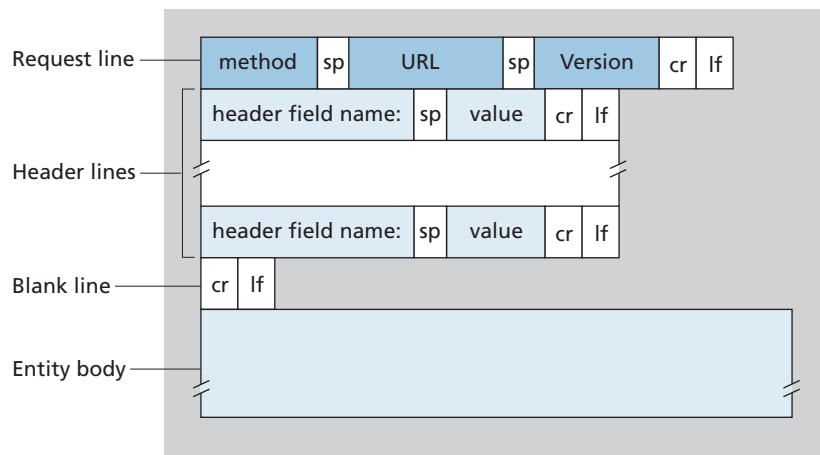 Request line method sp URL sp Version cr lf
header field name: sp value cr lf
Header lines
header field name: sp value cr lf
Blank line cr lf
Entity body